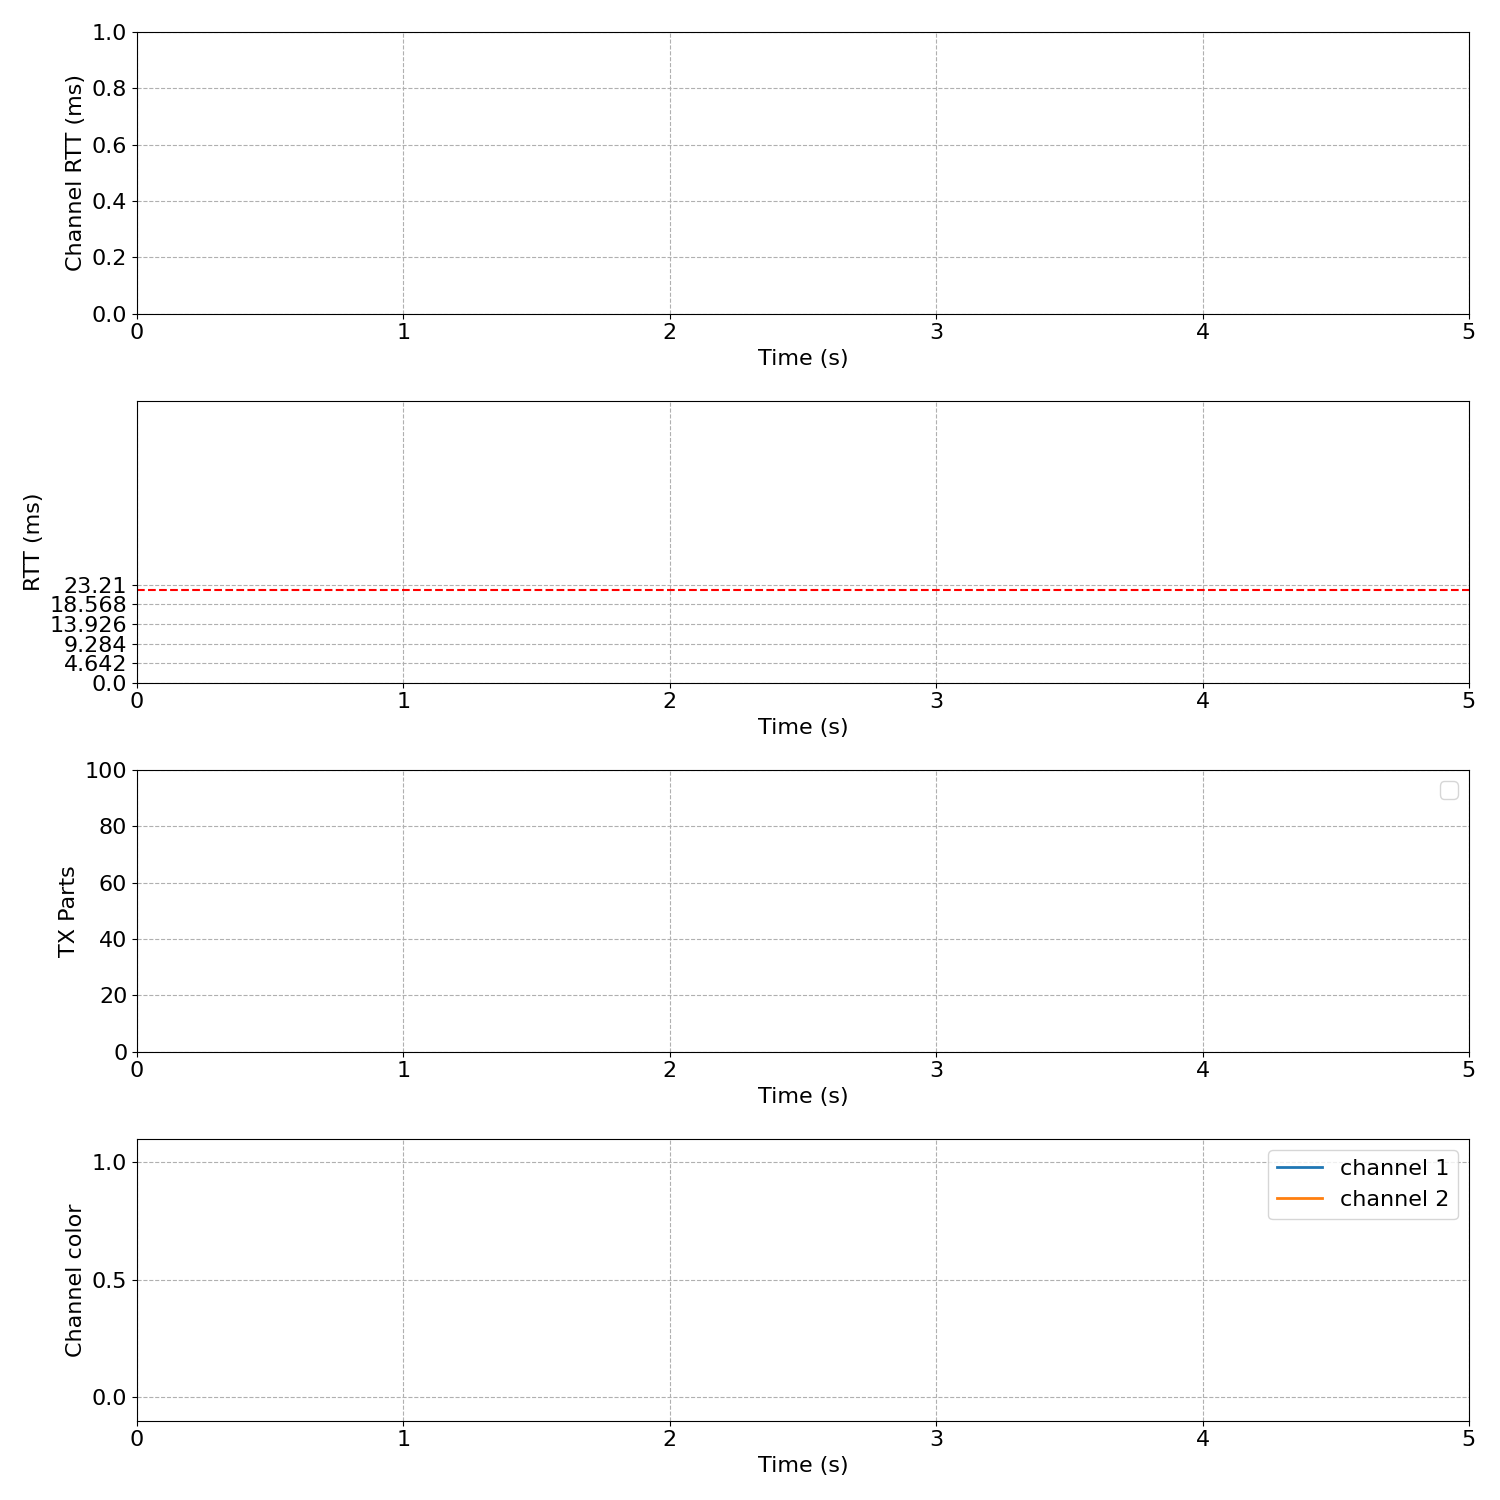 1.0
0.8
0.6
0.4
0.2
0.0
Channel RTT (ms)
0 1 2 3 4 5
Time (s)
23.21
18.568
13.926
9.284
4.642
0.0
RTT (ms)
0 1 2 3 4 5
Time (s)
100
80
60
40
20
0
TX Parts
0 1 2 3 4 5
Time (s)
1.0
0.5
0.0
Channel color
channel 1
channel 2
0 1 2 3 4 5
Time (s)